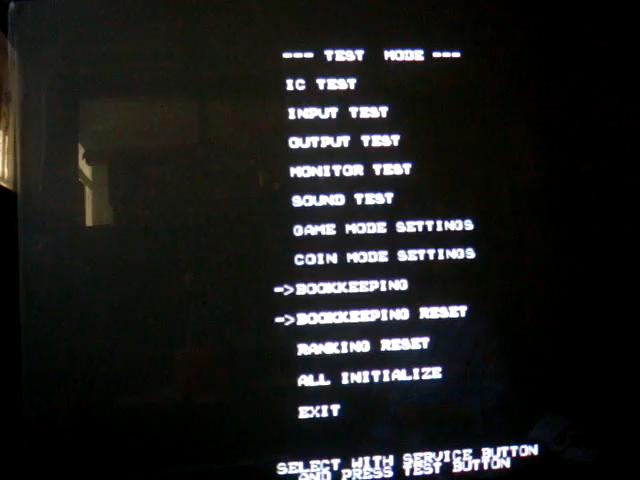 --- TEST MODE ---
IC TEST
INPUT TEST
OUTPUT TEST
MONITOR TEST
SOUND TEST
GAME MODE SETTINGS
COIN MODE SETTINGS
->BOOKKEEPING
->BOOKKEEPING RESET
RANKING RESET
ALL INITIALIZE
EXIT
SELECT WITH SERVICE BUTTON
AND PRESS TEST BUTTON